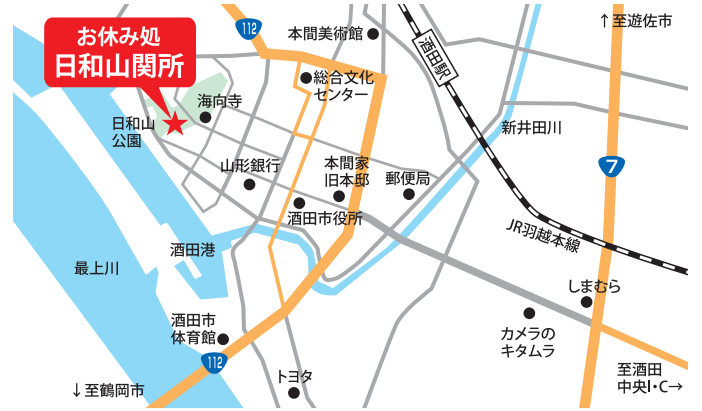 お休み処
日和山関所
112
本間美術館
↑至遊佐市
酒田駅
総合文化
センター
海向寺
日和山
公園
新井田川
7
山形銀行
本間家
旧本邸
郵便局
酒田市役所
JR羽越本線
酒田港
最上川
しまむら
酒田市
体育館
カメラの
キタムラ
112
トヨタ
至酒田
中央I・C→
↓至鶴岡市